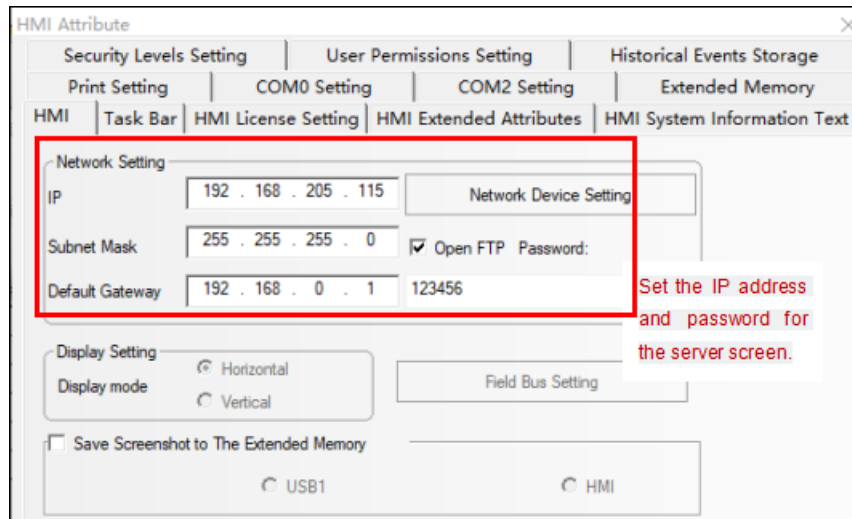 HMI Attribute
Security Levels Setting User Permissions Setting Historical Events Storage
Print Setting COM0 Setting COM2 Setting Extended Memory
HMI Task Bar HMI License Setting HMI Extended Attributes HMI System Information Text
Network Setting
IP 192 . 168 . 205 . 115 Network Device Setting
Subnet Mask 255 . 255 . 255 . 0 Open FTP Password:
Default Gateway 192 . 168 . 0 . 1 123456
Set the IP address
and password for
the server screen.
Display Setting
Display mode Horizontal
Vertical
Field Bus Setting
Save Screenshot to The Extended Memory
USB1 HMI